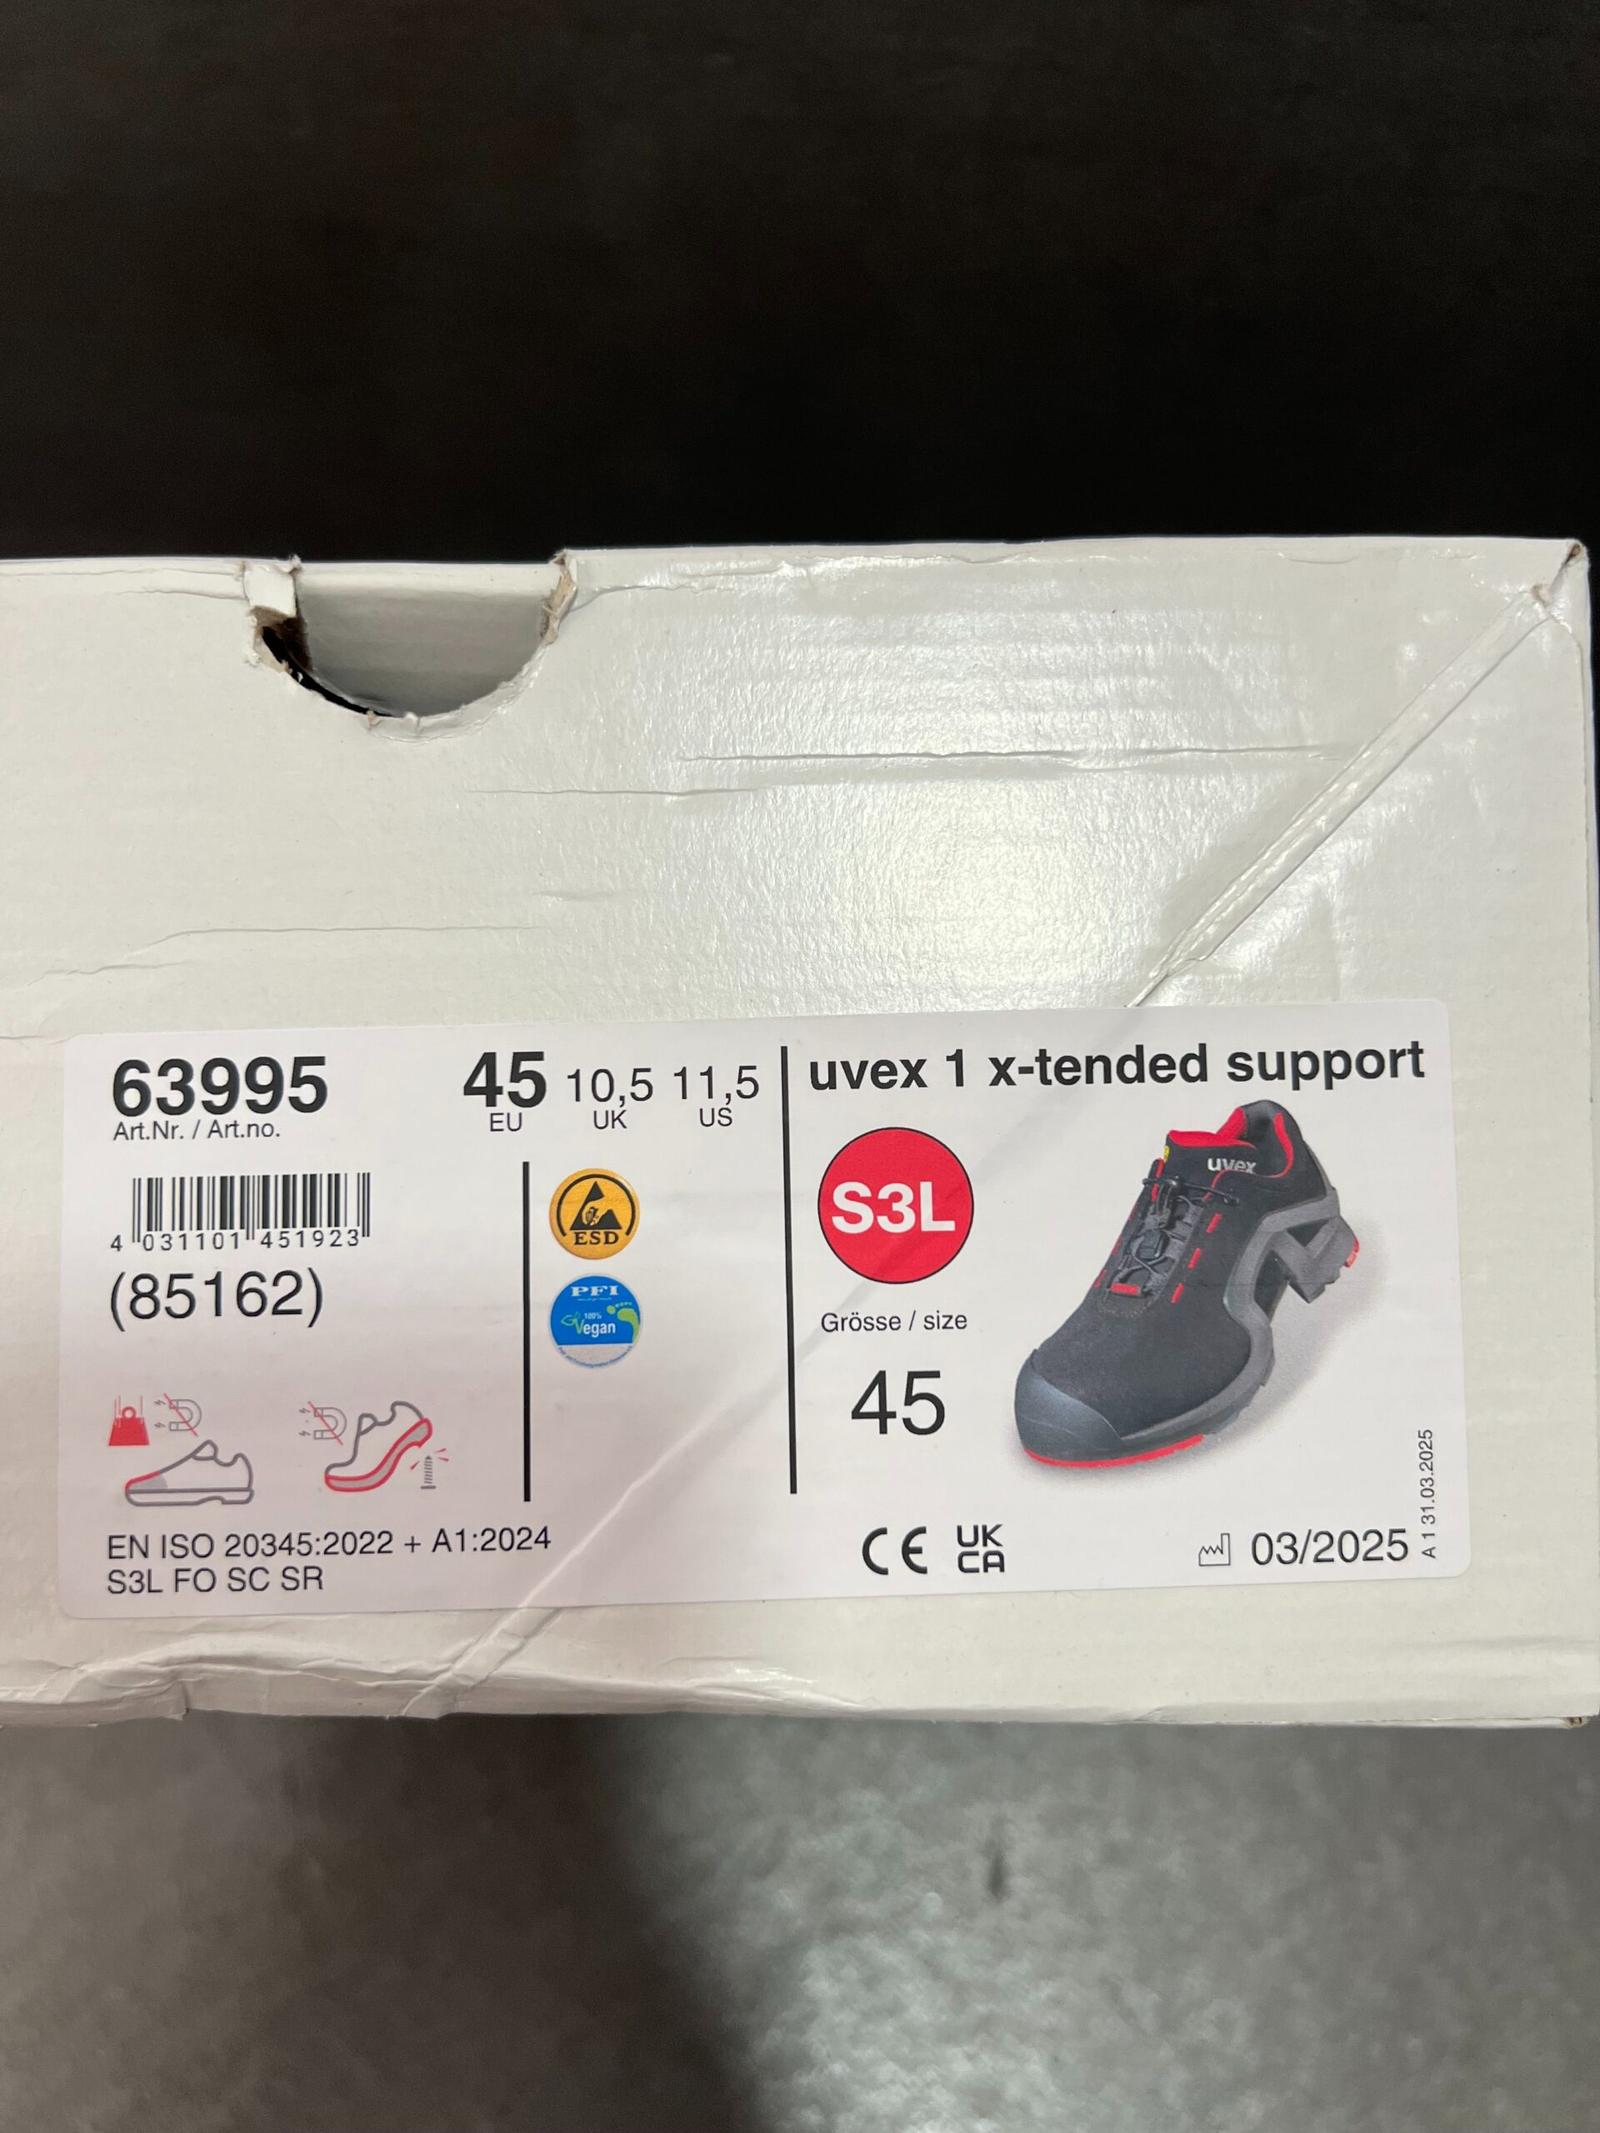 63995
Art.Nr. / Art.no.
45 10,5 11,5
EU UK US
4 031101 451923
(85162)
ESD
PFI
100%
Vegan
EN ISO 20345:2022 + A1:2024
S3L FO SC SR
uvex 1 x-tended support
S3L
uvex
Grösse / size
45
CE UK CA
03/2025
A 1 31.03.2025